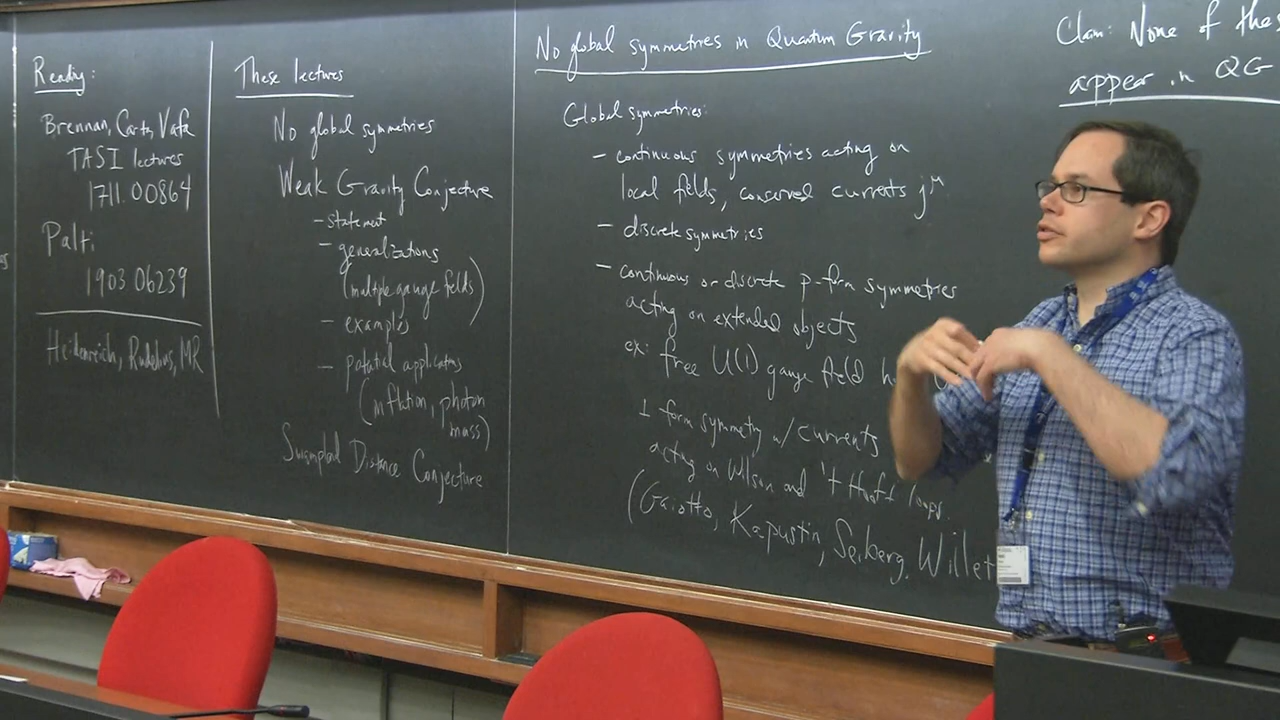 Reading:
Brennan, Carta, Vafa
TASI lectures
1711.00864
Palti
1903.06239
Heidenreich, Rudelius, MR
These lectures
No global symmetries
Weak Gravity Conjecture
- statement
- generalizations
(multiple gauge fields)
- examples
- potential applications
(inflation, photon
mass)
Swampland Distance Conjecture
No global symmetries in Quantum Gravity
Global symmetries:
- continuous symmetries acting on
local fields, conserved currents j^μ
- discrete symmetries
- continuous or discrete p-form symmetries
acting on extended objects
ex: free U(1) gauge field
1 form symmetry w/ currents
acting on Wilson and 't Hooft loops.
(Gaiotto, Kapustin, Seiberg, Willet
Claim: None of these
appear in QG